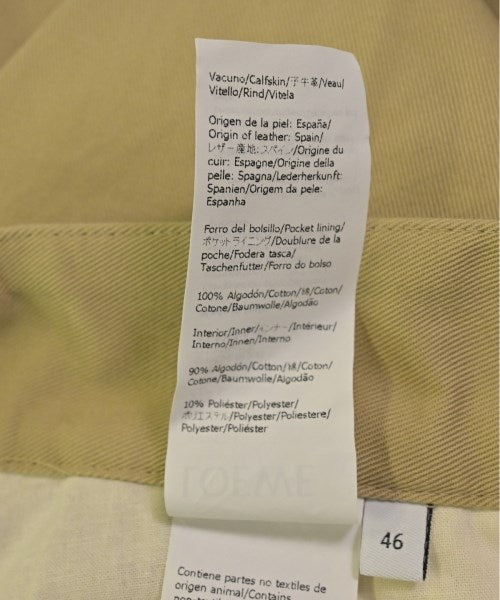 Vacuno/Calfskin/子牛革/Veau/
Vitello/Rind/Vitela
Origen de la piel: España/
Origin of leather: Spain/
レザー産地:スペイン/Origine du
cuir: Espagne/Origine della
pelle: Spagna/Lederherkunft:
Spanien/Origem da pele:
Espanha
Forro del bolsillo/Pocket lining/
ポケットライニング/Doublure de la
poche/Fodera tasca/
Taschenfutter/Forro do bolso
100% Algodón/Cotton/綿/Coton/
Cotone/Baumwolle/Algodão
Interior/Inner/インナー/Intérieur/
Interno/Innen/Interno
90% Algodón/Cotton/綿/Coton/
Cotone/Baumwolle/Algodão
10% Poliéster/Polyester/
ポリエステル/Polyester/Poliestere/
Polyester/Poliéster
LOEWE
46
Contiene partes no textiles de
origen animal/Contains